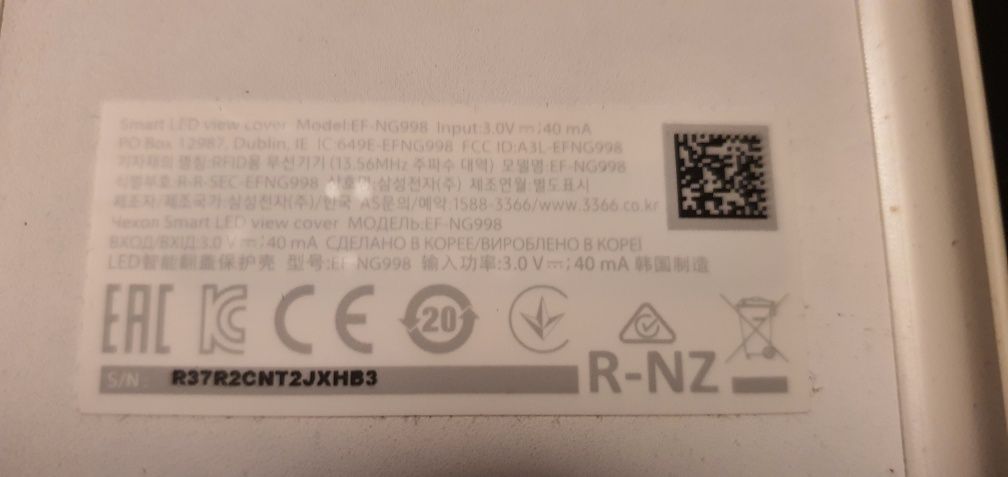 Smart LED view cover Model:EF-NG998 Input:3.0V⎓;40 mA
PO Box 12987, Dublin, IE IC 649E-EFNG998 FCC ID:A3L-EFNG998
기자재의 명칭:RFID용 무선기기 (13.56MHz 주파수 대역) 모델명:EF-NG998
식별부호:R-R-SEC-EFNG998 상호명:삼성전자(주) 제조연월:별도표시
제조자/제조국가:삼성전자(주)/한국 AS문의/예약:1588-3366/www.3366.co.kr
Чехол Smart LED view cover МОДЕЛЬ:EF-NG998
ВХОД/ВХІД:3.0 V⎓;40 mA СДЕЛАНО В КОРЕЕ/ВИРОБЛЕНО В КОРЕЇ
LED智能翻盖保护壳 型号:EF-NG998 输入功率:3.0 V⎓;40 mA 韩国制造
EAC KC CE 20
R-NZ
S/N : R37R2CNT2JXHB3